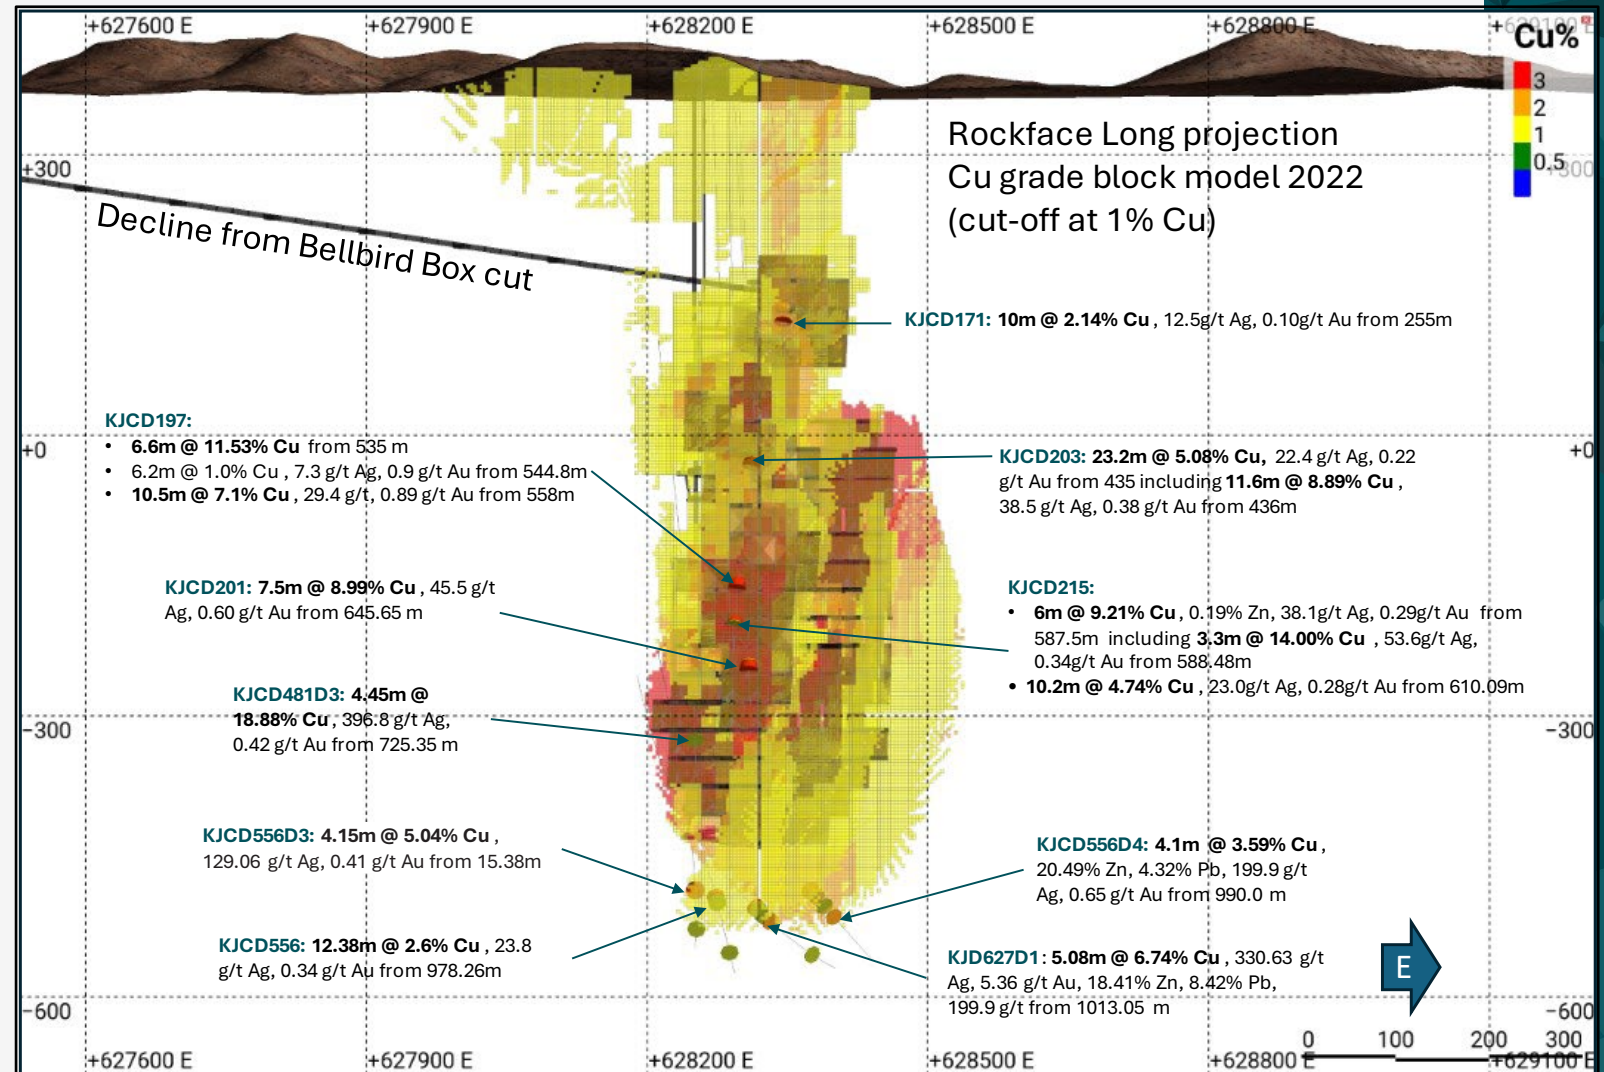 +627600 E
+627900 E
+628200 E
+628500 E
+628800 E
+629100 E
Cu%
3
2
1
0.5
Rockface Long projection
Cu grade block model 2022
(cut-off at 1% Cu)
+300
+300
Decline from Bellbird Box cut
KJCD171: 10m @ 2.14% Cu , 12.5g/t Ag, 0.10g/t Au from 255m
KJCD197:
• 6.6m @ 11.53% Cu from 535 m
• 6.2m @ 1.0% Cu , 7.3 g/t Ag, 0.9 g/t Au from 544.8m
• 10.5m @ 7.1% Cu , 29.4 g/t, 0.89 g/t Au from 558m
+0
+0
KJCD203: 23.2m @ 5.08% Cu, 22.4 g/t Ag, 0.22
g/t Au from 435 including 11.6m @ 8.89% Cu ,
38.5 g/t Ag, 0.38 g/t Au from 436m
KJCD201: 7.5m @ 8.99% Cu , 45.5 g/t
Ag, 0.60 g/t Au from 645.65 m
KJCD215:
• 6m @ 9.21% Cu , 0.19% Zn, 38.1g/t Ag, 0.29g/t Au from
587.5m including 3.3m @ 14.00% Cu , 53.6g/t Ag,
0.34g/t Au from 588.48m
• 10.2m @ 4.74% Cu , 23.0g/t Ag, 0.28g/t Au from 610.09m
KJCD481D3: 4.45m @
18.88% Cu , 396.8 g/t Ag,
0.42 g/t Au from 725.35 m
−300
−300
KJCD556D3: 4.15m @ 5.04% Cu ,
129.06 g/t Ag, 0.41 g/t Au from 15.38m
KJCD556D4: 4.1m @ 3.59% Cu ,
20.49% Zn, 4.32% Pb, 199.9 g/t
Ag, 0.65 g/t Au from 990.0 m
KJCD556: 12.38m @ 2.6% Cu , 23.8
g/t Ag, 0.34 g/t Au from 978.26m
KJD627D1: 5.08m @ 6.74% Cu , 330.63 g/t
Ag, 5.36 g/t Au, 18.41% Zn, 8.42% Pb,
199.9 g/t from 1013.05 m
E
−600
−600
0 100 200 300
+627600 E
+627900 E
+628200 E
+628500 E
+628800 E
+629100 E